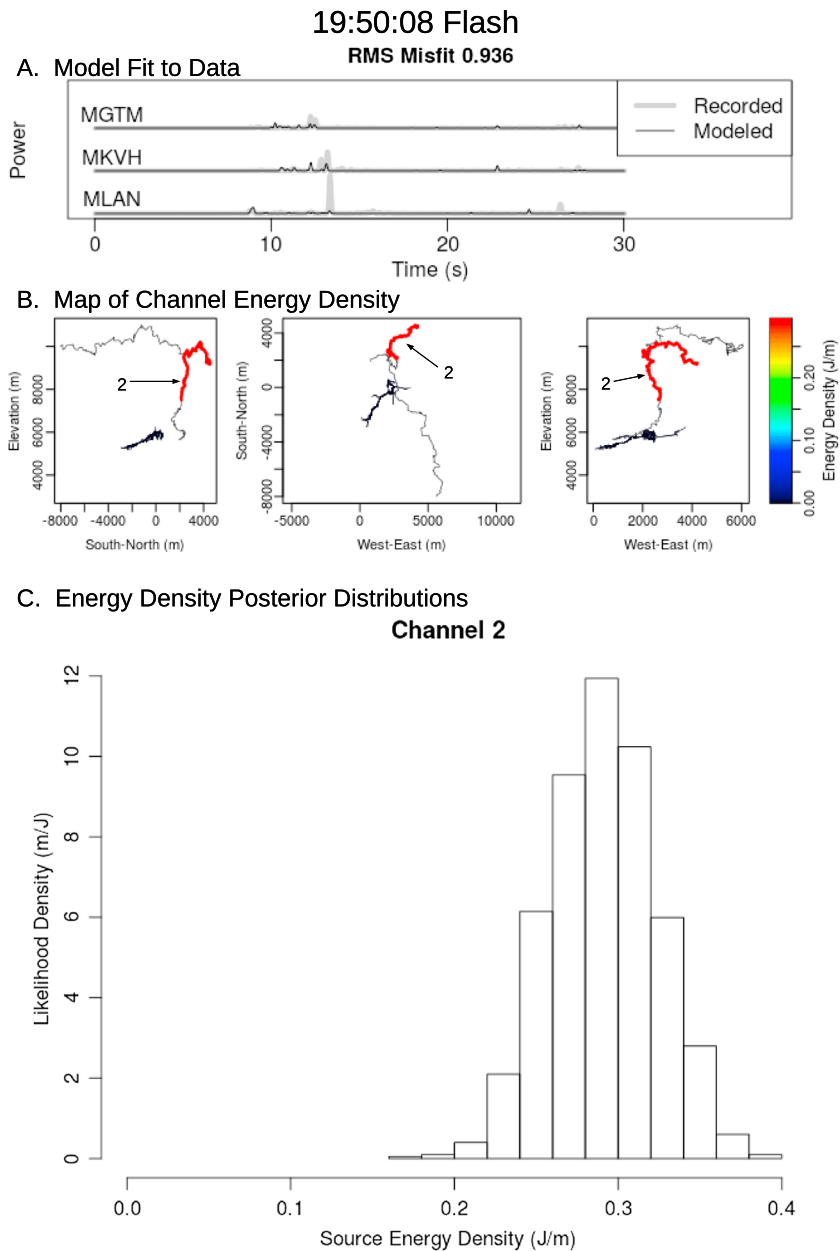 19:50:08 Flash
RMS Misfit 0.936
A. Model Fit to Data
Power
MGTM
MKVH
MLAN
Recorded
Modeled
0 10 20 30
Time (s)
B. Map of Channel Energy Density
Elevation (m)
4000 6000 8000
2
-8000 -4000 0 4000
South-North (m)
South-North (m)
-8000 -4000 0 4000
2
-5000 0 5000 10000
West-East (m)
Elevation (m)
4000 6000 8000
2
0 2000 4000 6000
West-East (m)
0.00 0.10 0.20
Energy Density (J/m)
C. Energy Density Posterior Distributions
Channel 2
Likelihood Density (m/J)
0 2 4 6 8 10 12
0.0 0.1 0.2 0.3 0.4
Source Energy Density (J/m)